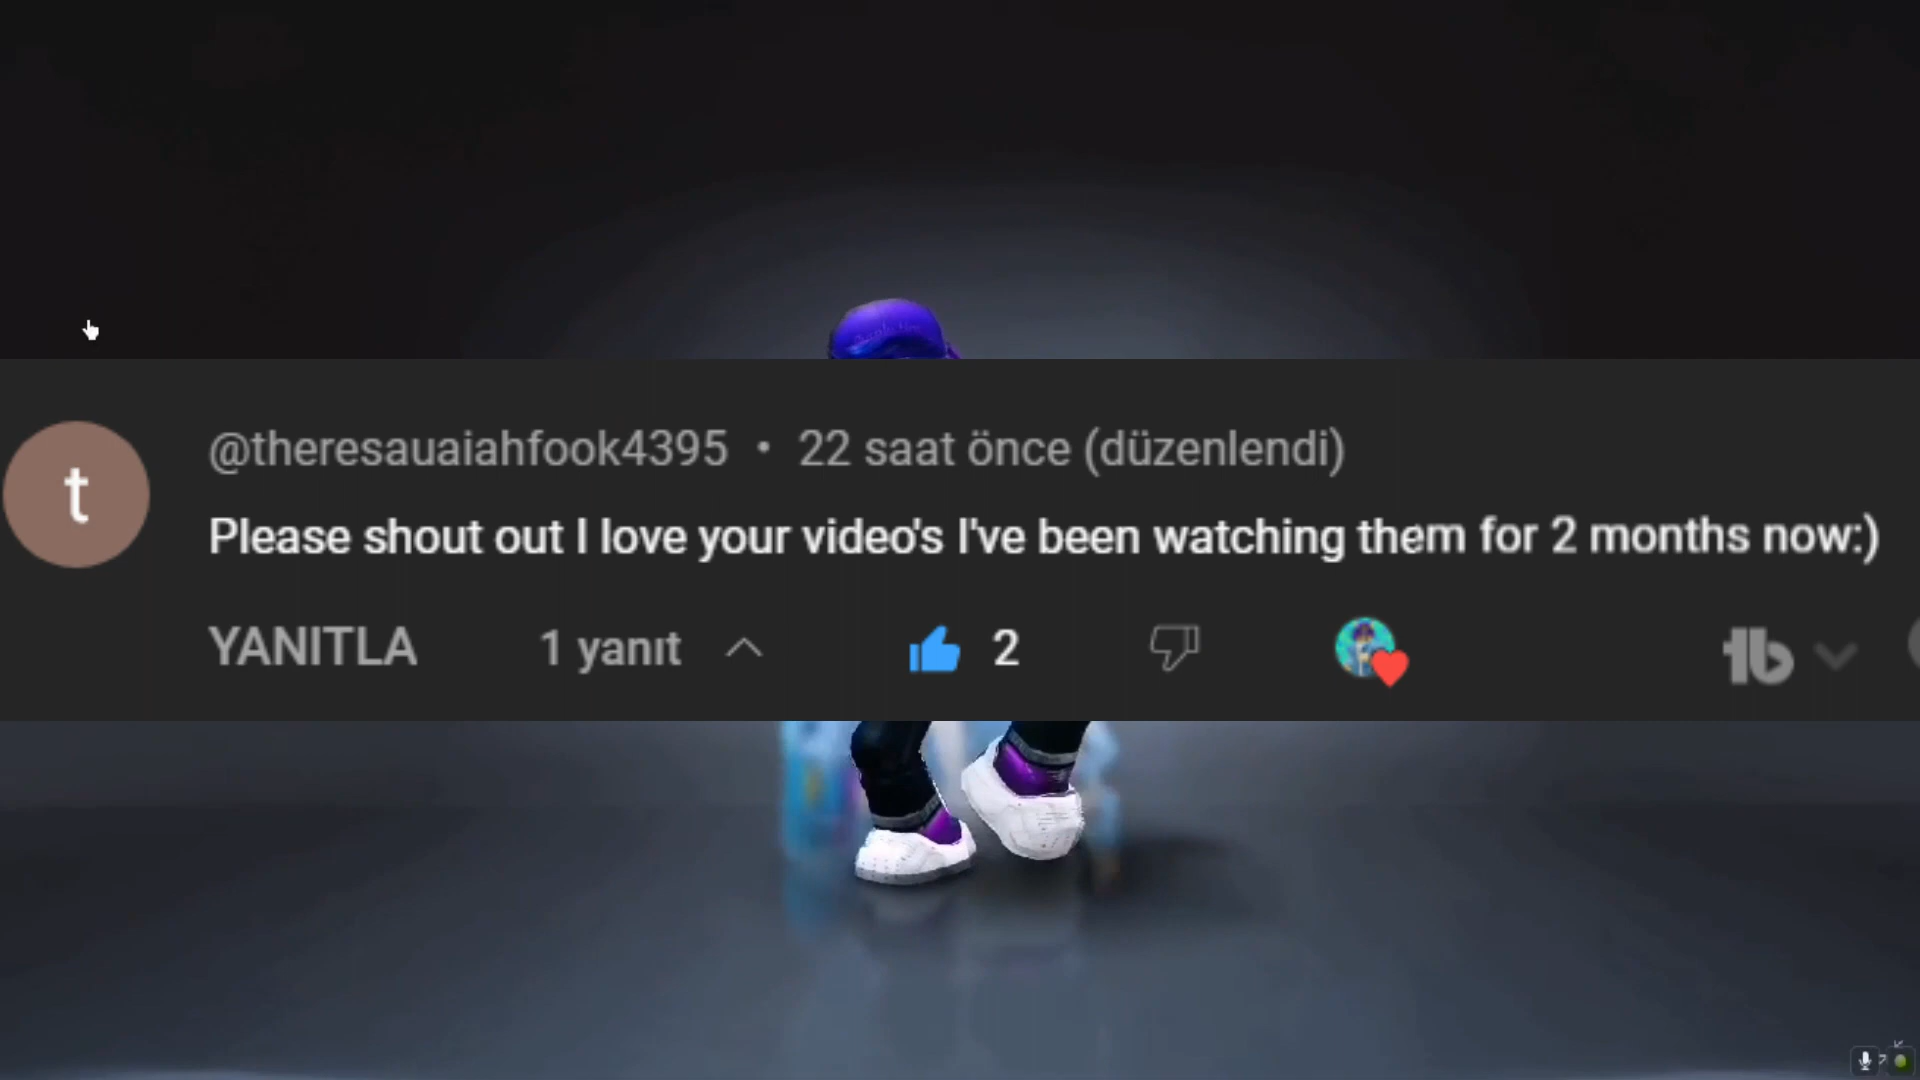 t
@theresauaiahfook4395 • 22 saat önce (düzenlendi)
Please shout out I love your video's I've been watching them for 2 months now:)
YANITLA 1 yanıt 2 tb